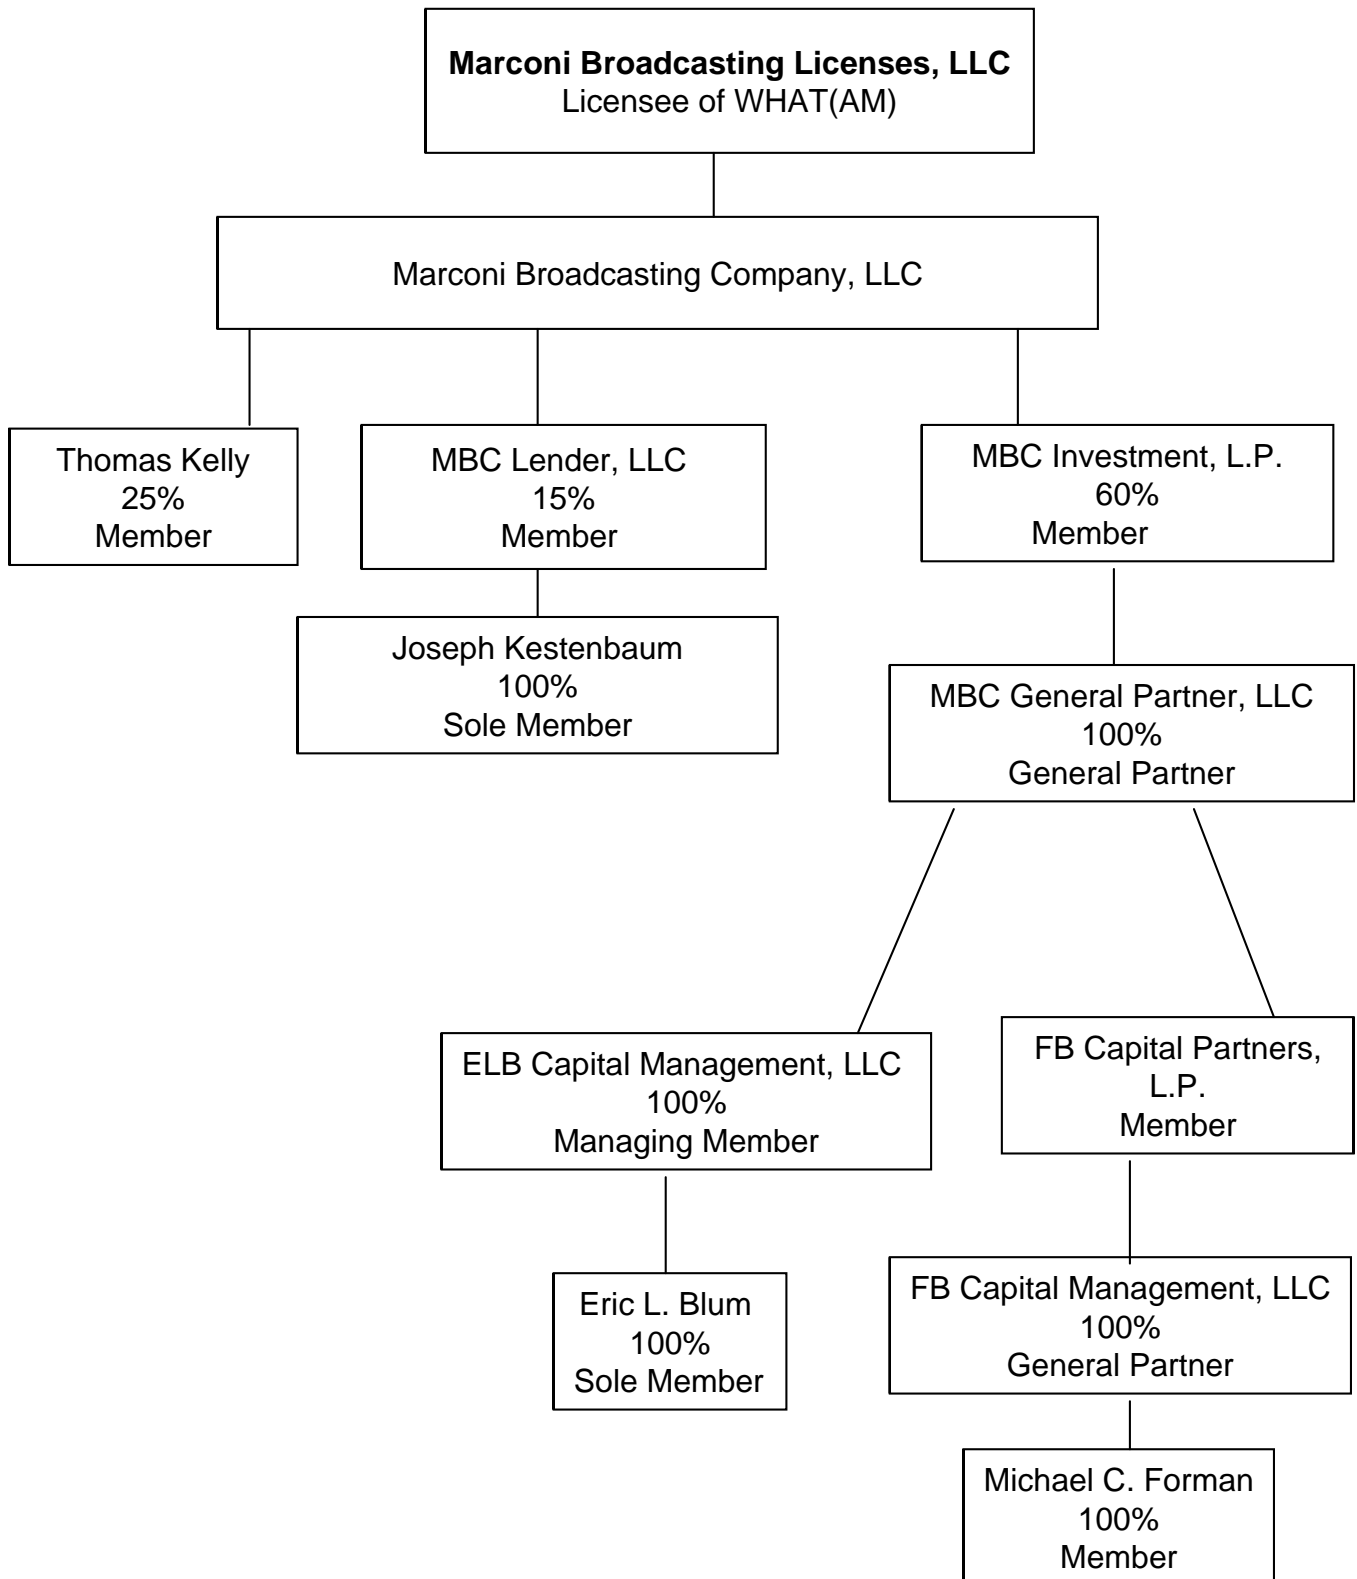 Marconi Broadcasting Licenses, LLC
Licensee of WHAT(AM)
Marconi Broadcasting Company, LLC
Thomas Kelly
25%
Member
MBC Lender, LLC
15%
Member
MBC Investment, L.P.
60%
Member
Joseph Kestenbaum
100%
Sole Member
MBC General Partner, LLC
100%
General Partner
ELB Capital Management, LLC
100%
Managing Member
FB Capital Partners,
L.P.
Member
Eric L. Blum
100%
Sole Member
FB Capital Management, LLC
100%
General Partner
Michael C. Forman
100%
Member